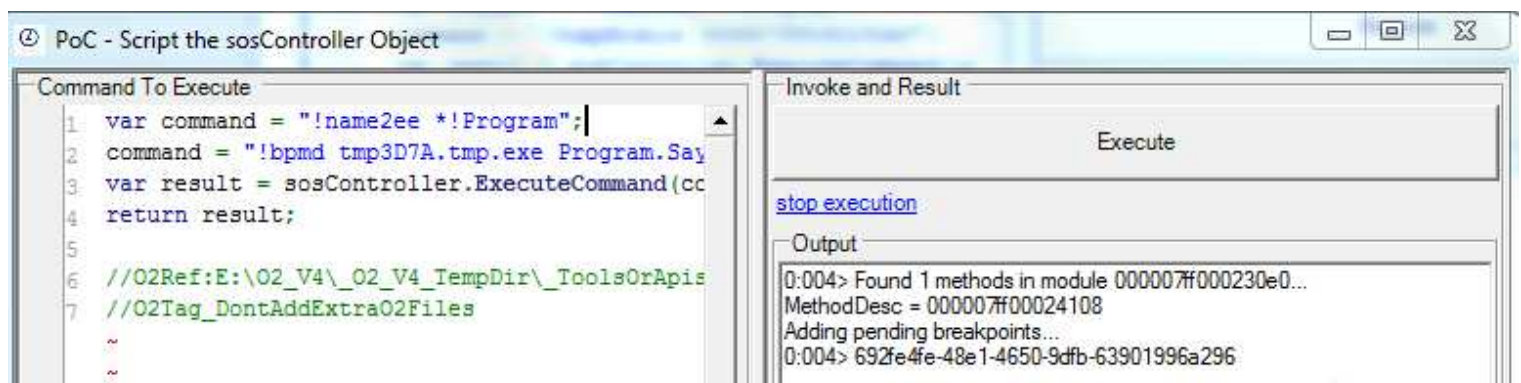 PoC - Script the sosController Object
Command To Execute
1 var command = "!name2ee *!Program";
2 command = "!bpmd tmp3D7A.tmp.exe Program.Say
3 var result = sosController.ExecuteCommand(cc
4 return result;
5
6 //O2Ref:E:\O2_V4\_O2_V4_TempDir\_ToolsOrApis
7 //O2Tag_DontAddExtraO2Files
~
~
Invoke and Result
Execute
stop execution
Output
0:004> Found 1 methods in module 000007ff000230e0...
MethodDesc = 000007ff00024108
Adding pending breakpoints...
0:004> 692fe4fe-48e1-4650-9dfb-63901996a296